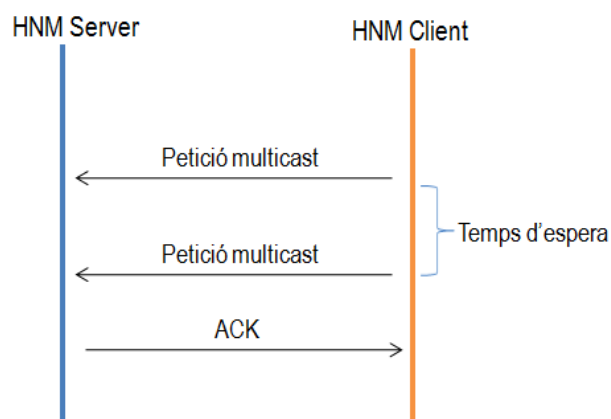 HNM Server
HNM Client
Petició multicast
Temps d'espera
Petició multicast
ACK